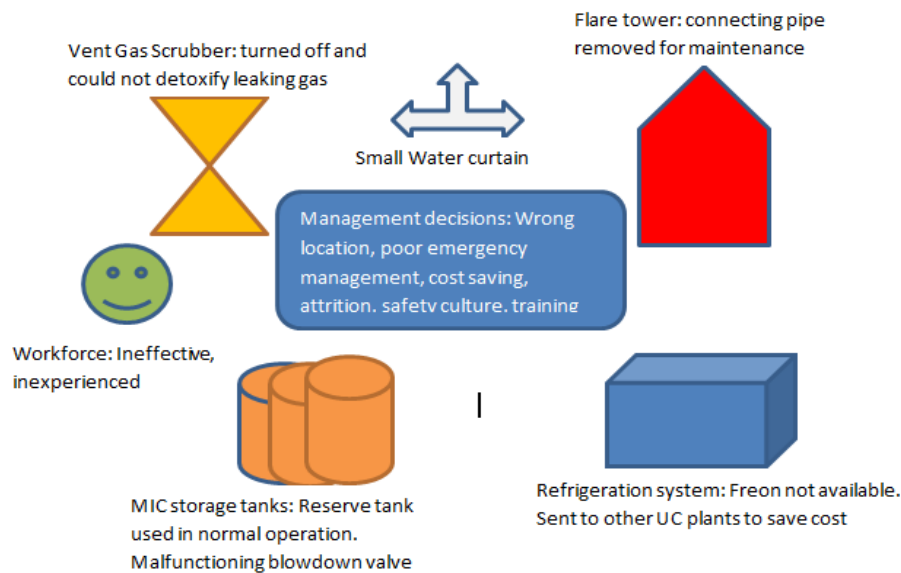 Flare tower: connecting pipe
removed for maintenance
Vent Gas Scrubber: turned off and
could not detoxify leaking gas
Small Water curtain
Management decisions: Wrong
location, poor emergency
management, cost saving,
attrition, safety culture, training
Workforce: Ineffective,
inexperienced
MIC storage tanks: Reserve tank
used in normal operation.
Malfunctioning blowdown valve
Refrigeration system: Freon not available.
Sent to other UC plants to save cost